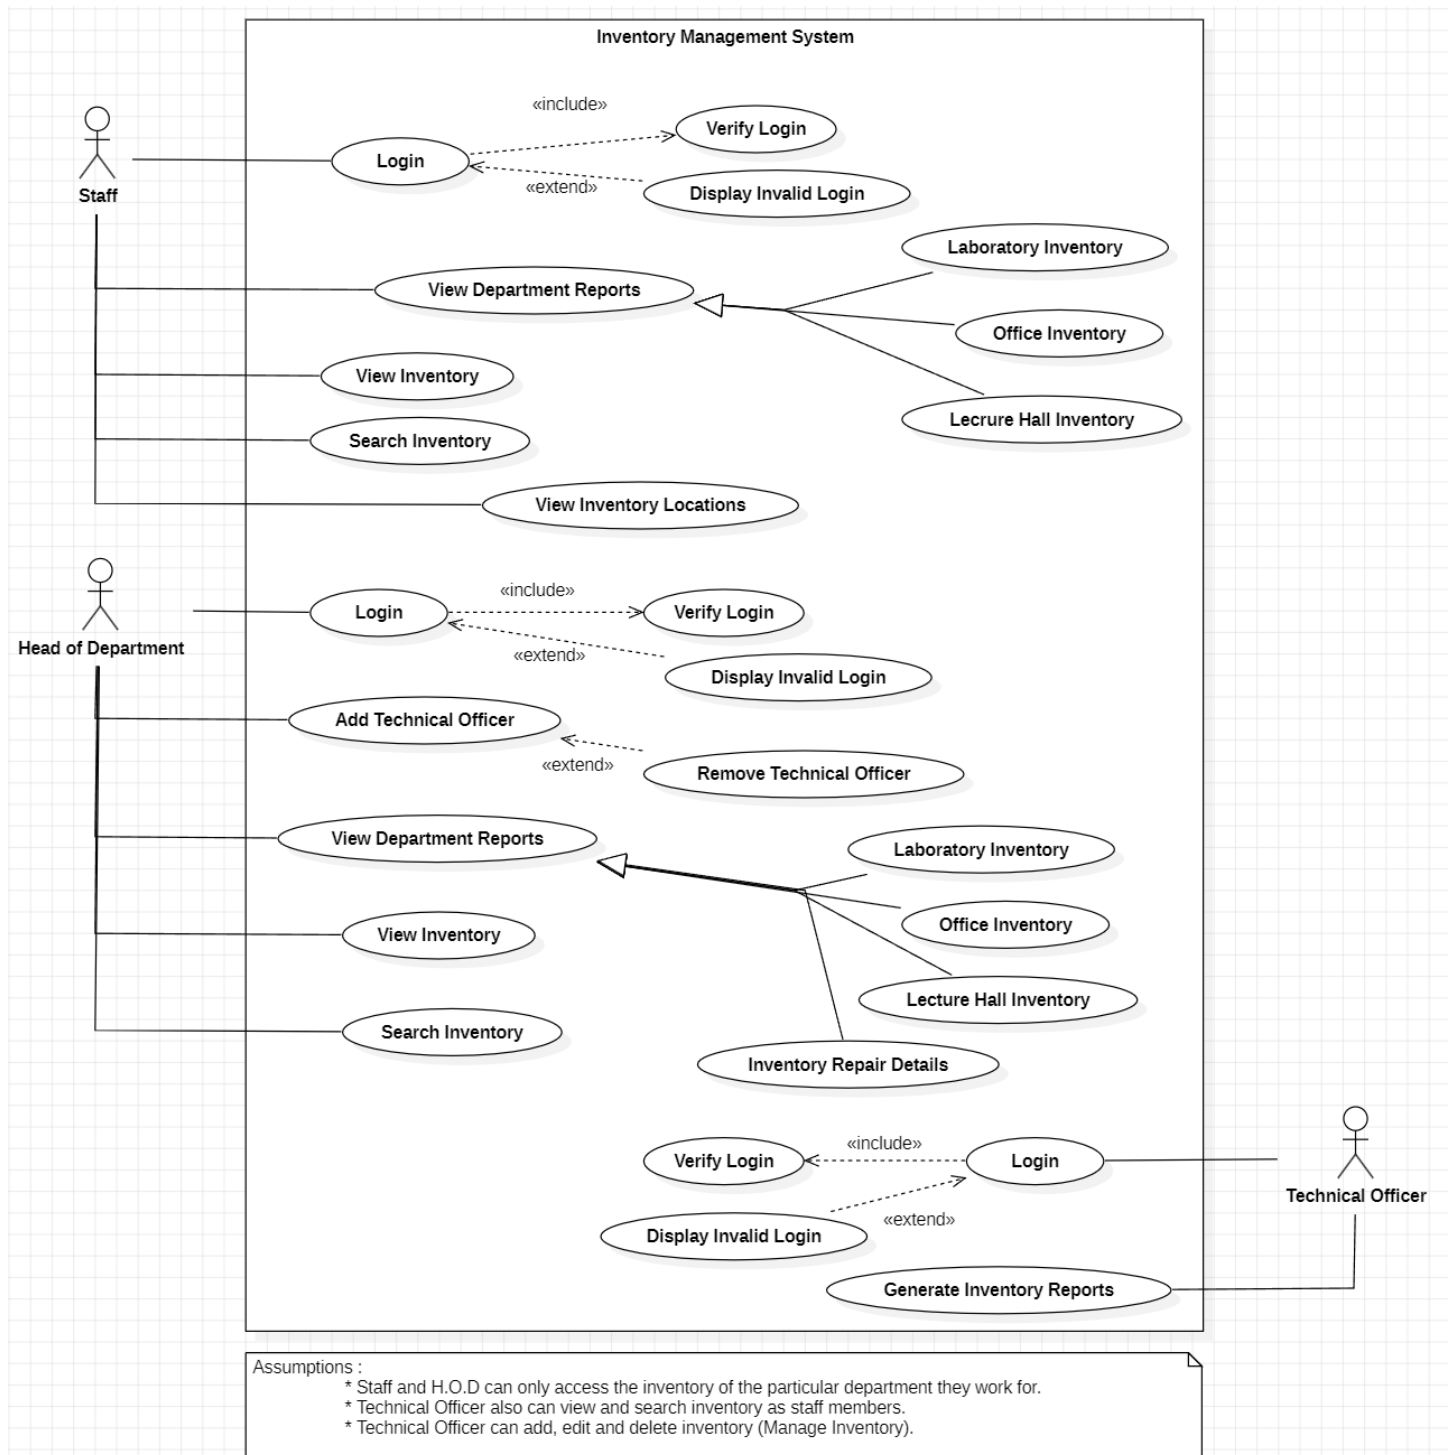 Inventory Management System
«include»
Verify Login
Login
Staff
«extend»
Display Invalid Login
Laboratory Inventory
View Department Reports
Office Inventory
View Inventory
Lecrure Hall Inventory
Search Inventory
View Inventory Locations
«include»
Login
Verify Login
Head of Department
«extend»
Display Invalid Login
Add Technical Officer
«extend»
Remove Technical Officer
View Department Reports
Laboratory Inventory
Office Inventory
View Inventory
Lecture Hall Inventory
Search Inventory
Inventory Repair Details
«include»
Verify Login
Login
Technical Officer
«extend»
Display Invalid Login
Generate Inventory Reports
Assumptions :
* Staff and H.O.D can only access the inventory of the particular department they work for.
* Technical Officer also can view and search inventory as staff members.
* Technical Officer can add, edit and delete inventory (Manage Inventory).